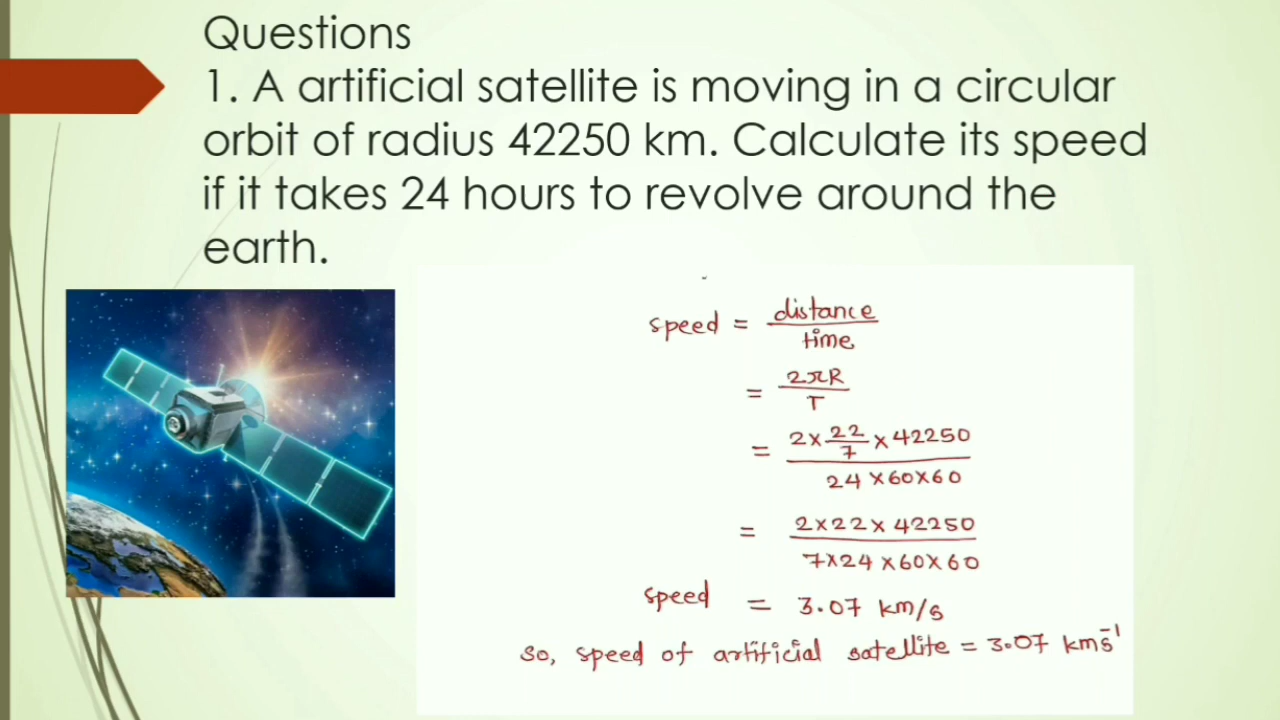 Questions
1. A artificial satellite is moving in a circular
orbit of radius 42250 km. Calculate its speed
if it takes 24 hours to revolve around the
earth.
speed = distance / time
= 2πR / T
= 2 × 22/7 × 42250 / 24 × 60 × 60
= 2 × 22 × 42250 / 7 × 24 × 60 × 60
speed = 3.07 km/s
so, speed of artificial satellite = 3.07 kms⁻¹